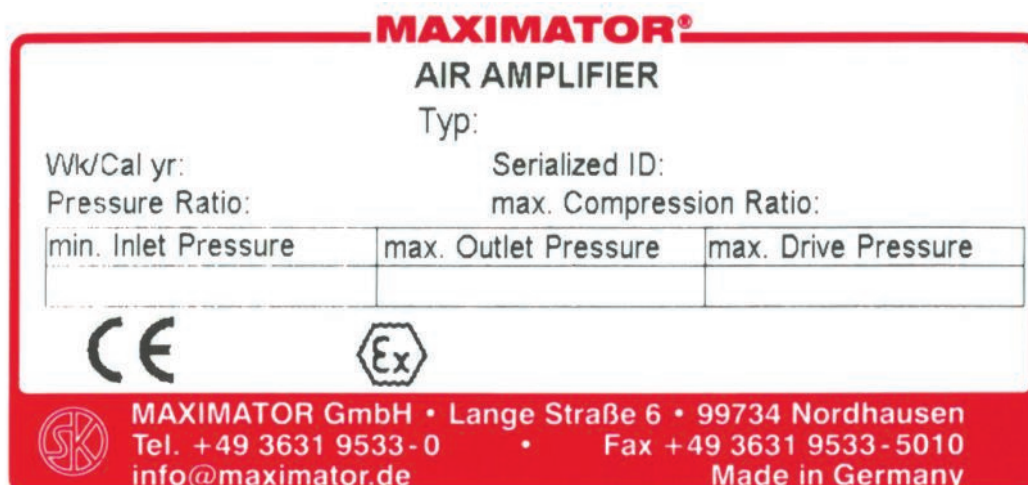 MAXIMATOR®
AIR AMPLIFIER
Typ:
Wk/Cal yr: Serialized ID:
Pressure Ratio: max. Compression Ratio:
min. Inlet Pressure max. Outlet Pressure max. Drive Pressure
CE Ex
SK
MAXIMATOR GmbH • Lange Straße 6 • 99734 Nordhausen
Tel. +49 3631 9533-0 • Fax +49 3631 9533-5010
info@maximator.de Made in Germany